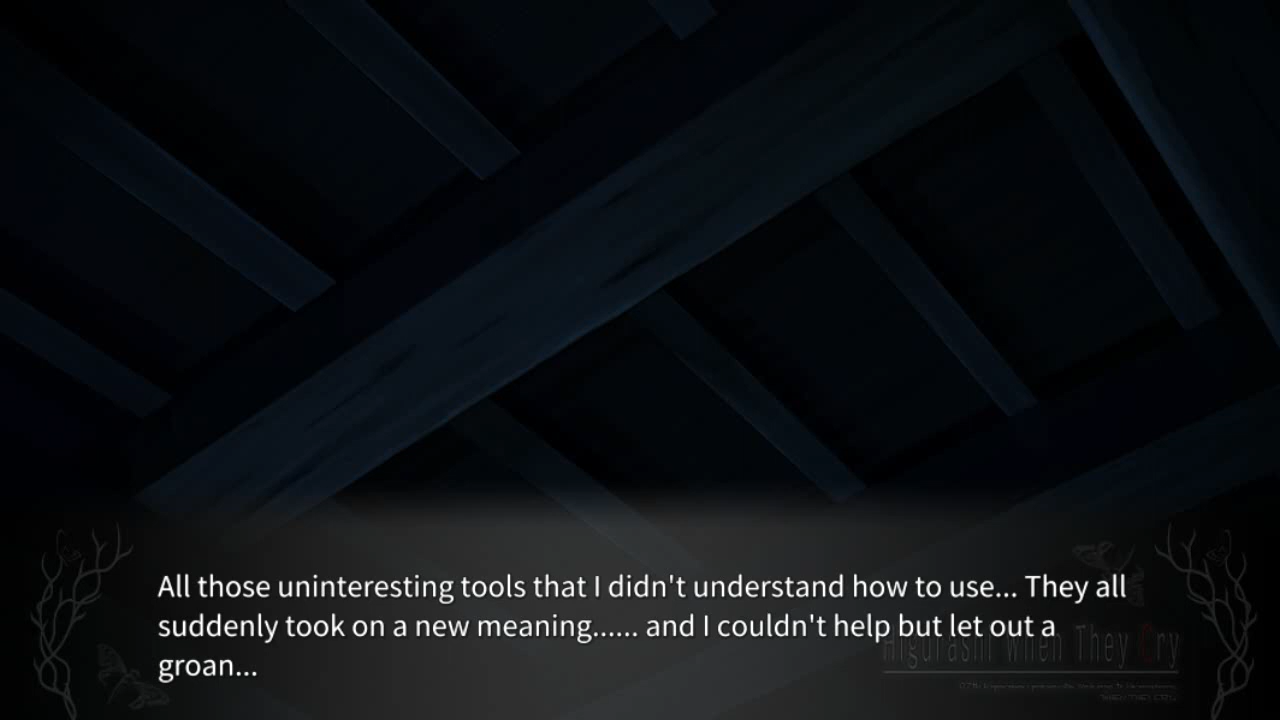 All those uninteresting tools that I didn't understand how to use... They all
suddenly took on a new meaning...... and I couldn't help but let out a
groan...
Higurashi When They Cry